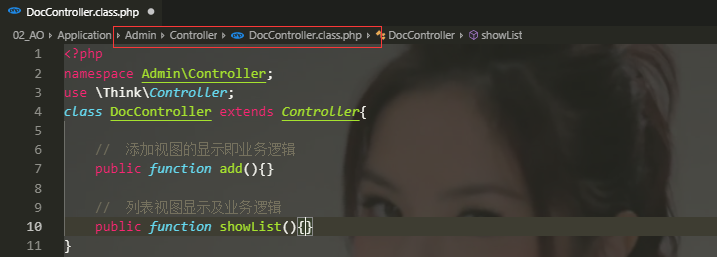 DocController.class.php ●
02_AO > Application > Admin > Controller > DocController.class.php > DocController > showList
1 <?php
2 namespace Admin\Controller;
3 use \Think\Controller;
4 class DocController extends Controller{
5
6 // 添加视图的显示即业务逻辑
7 public function add(){}
8
9 // 列表视图显示及业务逻辑
10 public function showList(){}
11 }